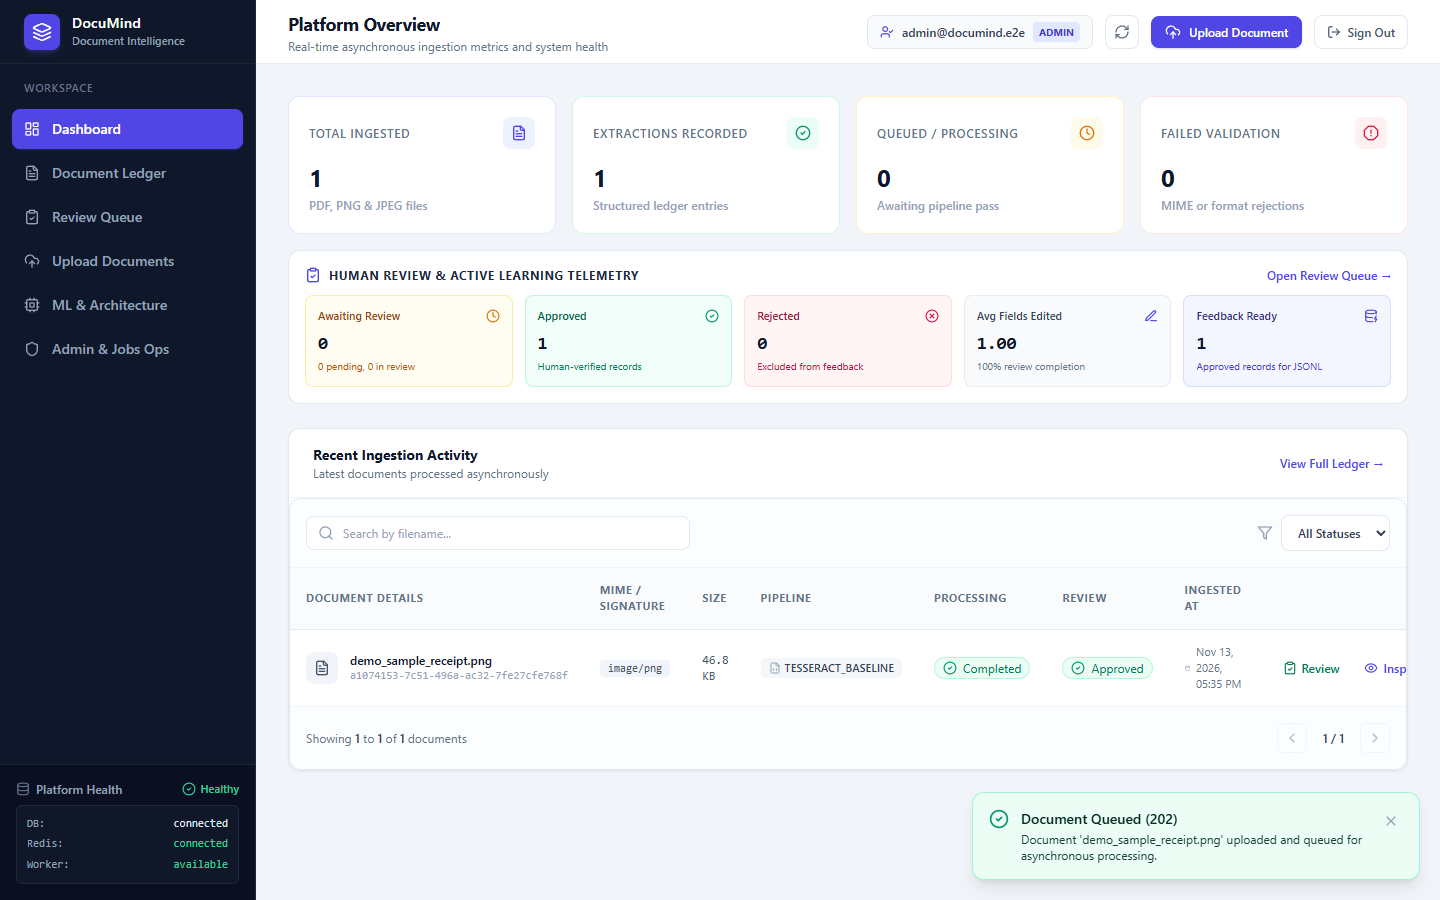 DocuMind
Document Intelligence
WORKSPACE
Dashboard
Document Ledger
Review Queue
Upload Documents
ML & Architecture
Admin & Jobs Ops
Platform Health
Healthy
DB: connected
Redis: connected
Worker: available
Platform Overview
Real-time asynchronous ingestion metrics and system health
admin@documind.e2e ADMIN
Upload Document
Sign Out
TOTAL INGESTED
1
PDF, PNG & JPEG files
EXTRACTIONS RECORDED
1
Structured ledger entries
QUEUED / PROCESSING
0
Awaiting pipeline pass
FAILED VALIDATION
0
MIME or format rejections
HUMAN REVIEW & ACTIVE LEARNING TELEMETRY
Open Review Queue →
Awaiting Review
0
0 pending, 0 in review
Approved
1
Human-verified records
Rejected
0
Excluded from feedback
Avg Fields Edited
1.00
100% review completion
Feedback Ready
1
Approved records for JSONL
Recent Ingestion Activity
Latest documents processed asynchronously
View Full Ledger →
Search by filename...
All Statuses
DOCUMENT DETAILS
MIME /
SIGNATURE
SIZE
PIPELINE
PROCESSING
REVIEW
INGESTED
AT
demo_sample_receipt.png
a1074153-7c51-496a-ac32-7fe27cfe768f
image/png
46.8
KB
TESSERACT_BASELINE
Completed
Approved
Nov 13,
2026,
05:35 PM
Review
Insp
Showing 1 to 1 of 1 documents
1 / 1
Document Queued (202)
Document 'demo_sample_receipt.png' uploaded and queued for
asynchronous processing.